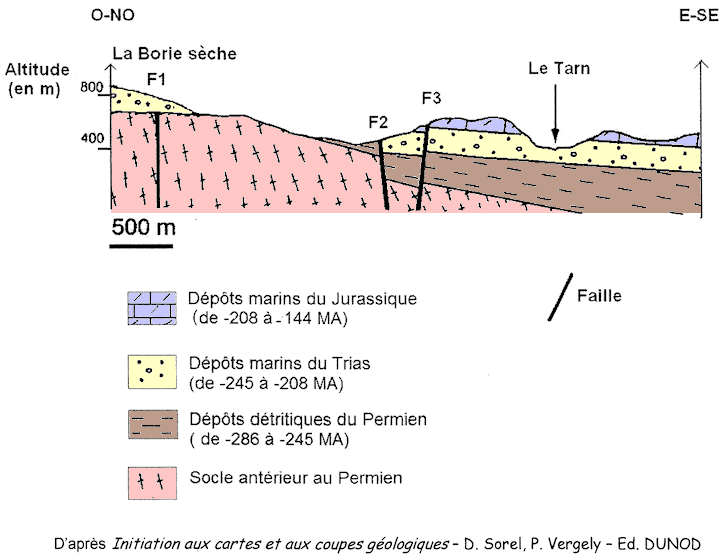 O-NO
E-SE
La Borie sèche
Altitude
(en m)
F1
800
400
F2
F3
Le Tarn
500 m
Dépôts marins du Jurassique
(de -208 à -144 MA)
Faille
Dépôts marins du Trias
(de -245 à -208 MA)
Dépôts détritiques du Permien
( de -286 à -245 MA)
Socle antérieur au Permien
D'après Initiation aux cartes et aux coupes géologiques – D. Sorel, P. Vergely – Ed. DUNOD